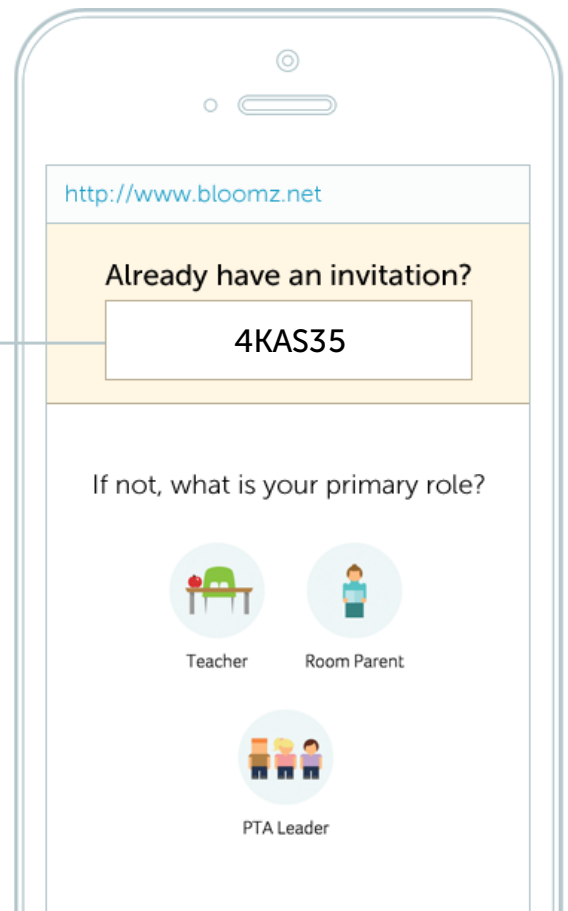 http://www.bloomz.net
Already have an invitation?
4KAS35
If not, what is your primary role?
Teacher
Room Parent
PTA Leader